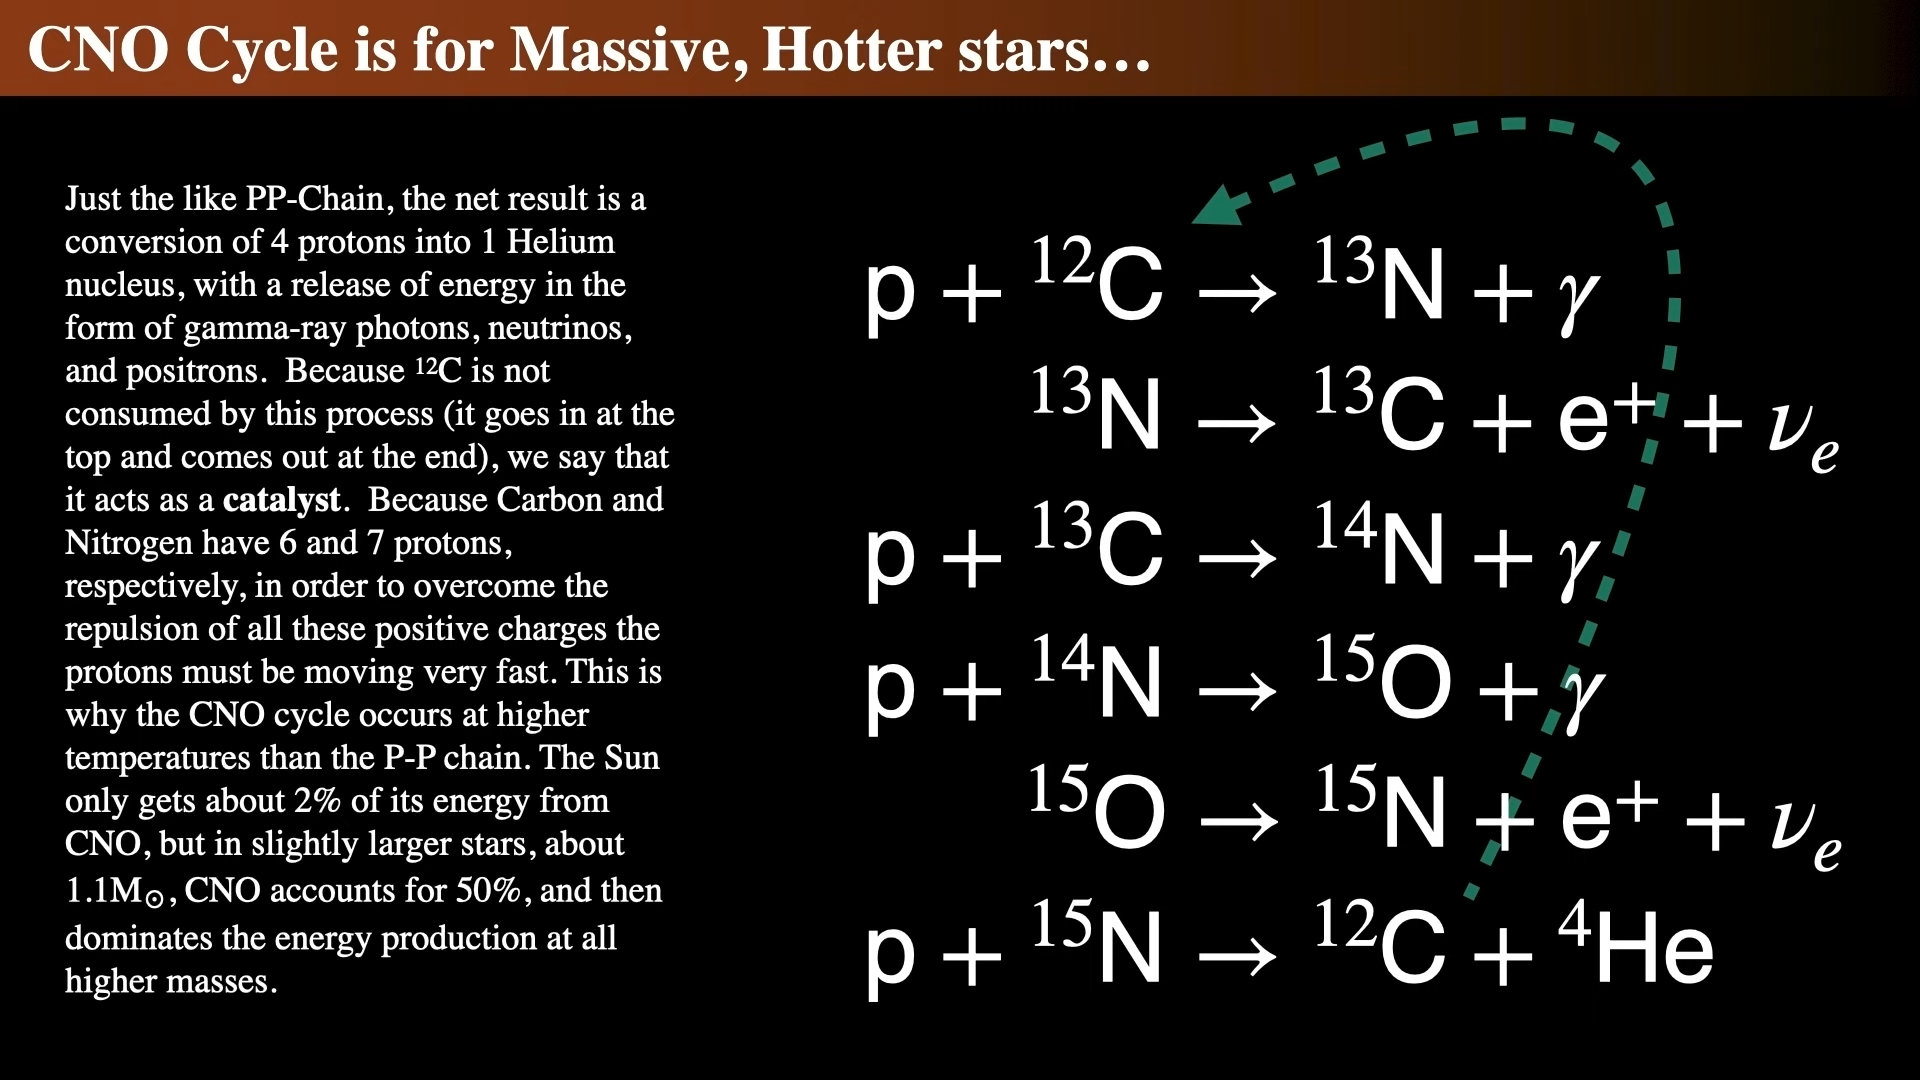 CNO Cycle is for Massive, Hotter stars...
Just the like PP-Chain, the net result is a
conversion of 4 protons into 1 Helium
nucleus, with a release of energy in the
form of gamma-ray photons, neutrinos,
and positrons.  Because ¹²C is not
consumed by this process (it goes in at the
top and comes out at the end), we say that
it acts as a catalyst.  Because Carbon and
Nitrogen have 6 and 7 protons,
respectively, in order to overcome the
repulsion of all these positive charges the
protons must be moving very fast. This is
why the CNO cycle occurs at higher
temperatures than the P-P chain. The Sun
only gets about 2% of its energy from
CNO, but in slightly larger stars, about
1.1M☉, CNO accounts for 50%, and then
dominates the energy production at all
higher masses.
p + ¹²C → ¹³N + γ
¹³N → ¹³C + e⁺ + νₑ
p + ¹³C → ¹⁴N + γ
p + ¹⁴N → ¹⁵O + γ
¹⁵O → ¹⁵N + e⁺ + νₑ
p + ¹⁵N → ¹²C + ⁴He